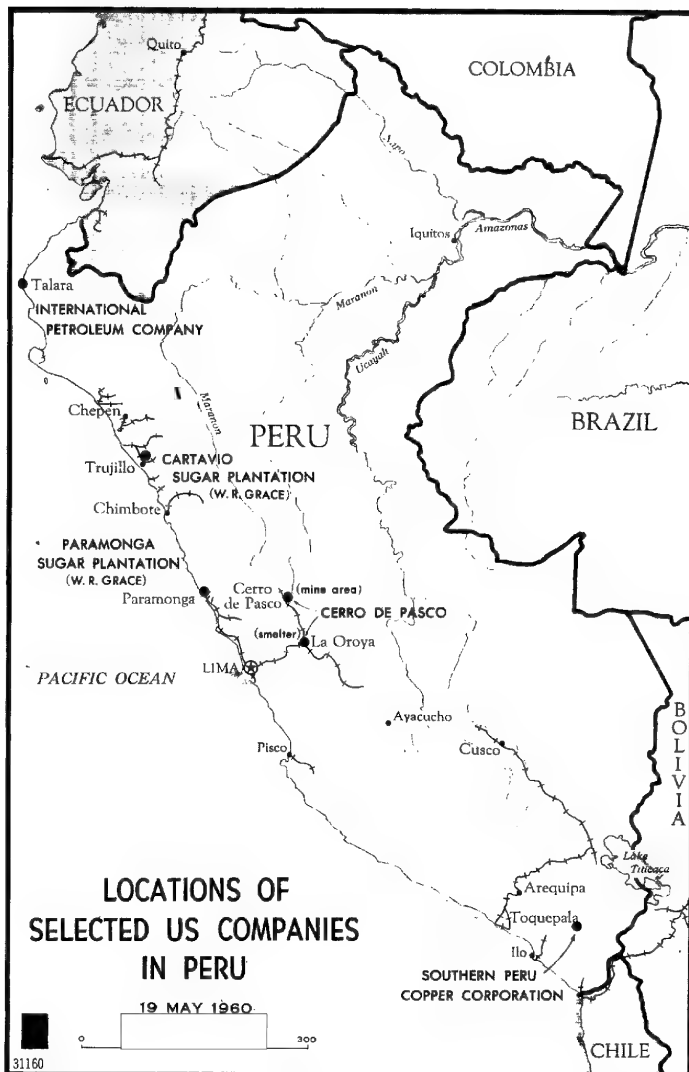 Quito
COLOMBIA
ECUADOR
Napo
Iquitos
Amazonas
Talara
Maranon
INTERNATIONAL
PETROLEUM COMPANY
Ucayali
Maranon
Chepen
PERU
BRAZIL
CARTAVIO
Trujillo
SUGAR PLANTATION
(W. R. GRACE)
Chimbote
PARAMONGA
SUGAR PLANTATION
(W. R. GRACE)
Paramonga
Cerro
de Pasco
(mine area)
CERRO DE PASCO
(smelter)
La Oroya
LIMA
PACIFIC OCEAN
Ayacucho
Cusco
Pisco
BOLIVIA
Lake
Titicaca
Arequipa
Toquepala
Ilo
SOUTHERN PERU
COPPER CORPORATION
LOCATIONS OF
SELECTED US COMPANIES
IN PERU
19 MAY 1960
0 300
31160
CHILE